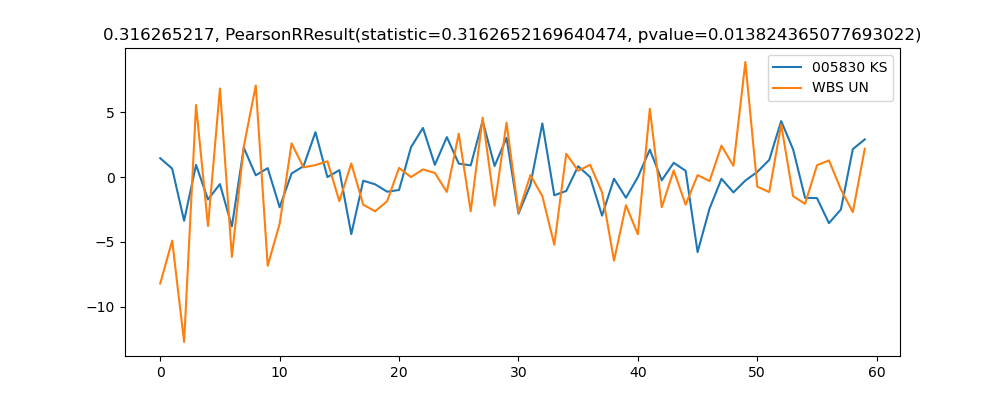 0.316265217, PearsonRResult(statistic=0.3162652169640474, pvalue=0.013824365077693022)
005830 KS
WBS UN
5
0
−5
−10
0 10 20 30 40 50 60